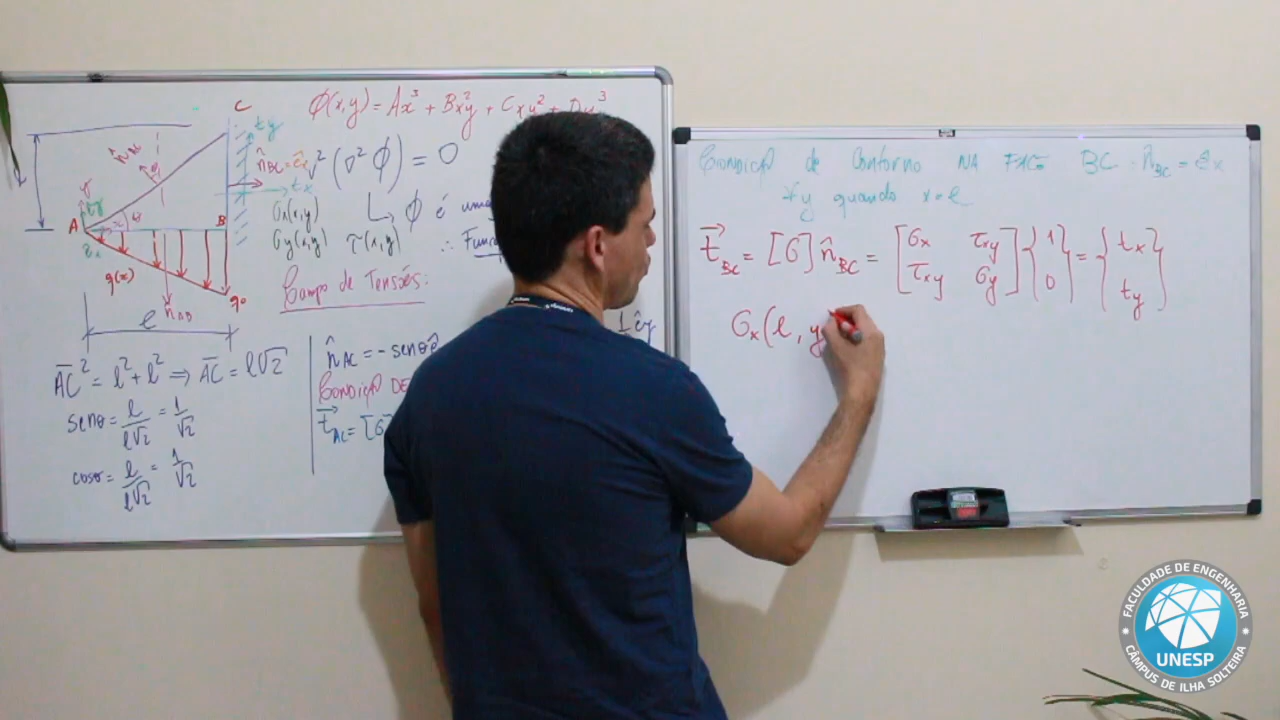 C
ϕ(x,y) = Ax³ + Bx²y + Cxy² + Dy³
ty
n̂BC = êx
∇²(∇²ϕ) = 0
tx
σx(x,y)
ϕ é uma
σy(x,y) τ(x,y)
∴ Função
A
B
q(x)
q0
Campo de Tensões:
n̂AB
ℓ
n̂AC = -senθê
AC² = ℓ² + ℓ² ⇒ AC = ℓ√2
CONDIÇÃO DE
t⃗AC = [σ]
senθ = ℓ/ℓ√2 = 1/√2
cosθ = ℓ/ℓ√2 = 1/√2
Condição de Contorno NA FACE BC: n̂BC = êx
∀y quando x = ℓ
t⃗BC = [σ] n̂BC = [σx τxy; τxy σy] {1; 0} = {tx; ty}
σx(ℓ, y
FACULDADE DE ENGENHARIA
UNESP
CÂMPUS DE ILHA SOLTEIRA